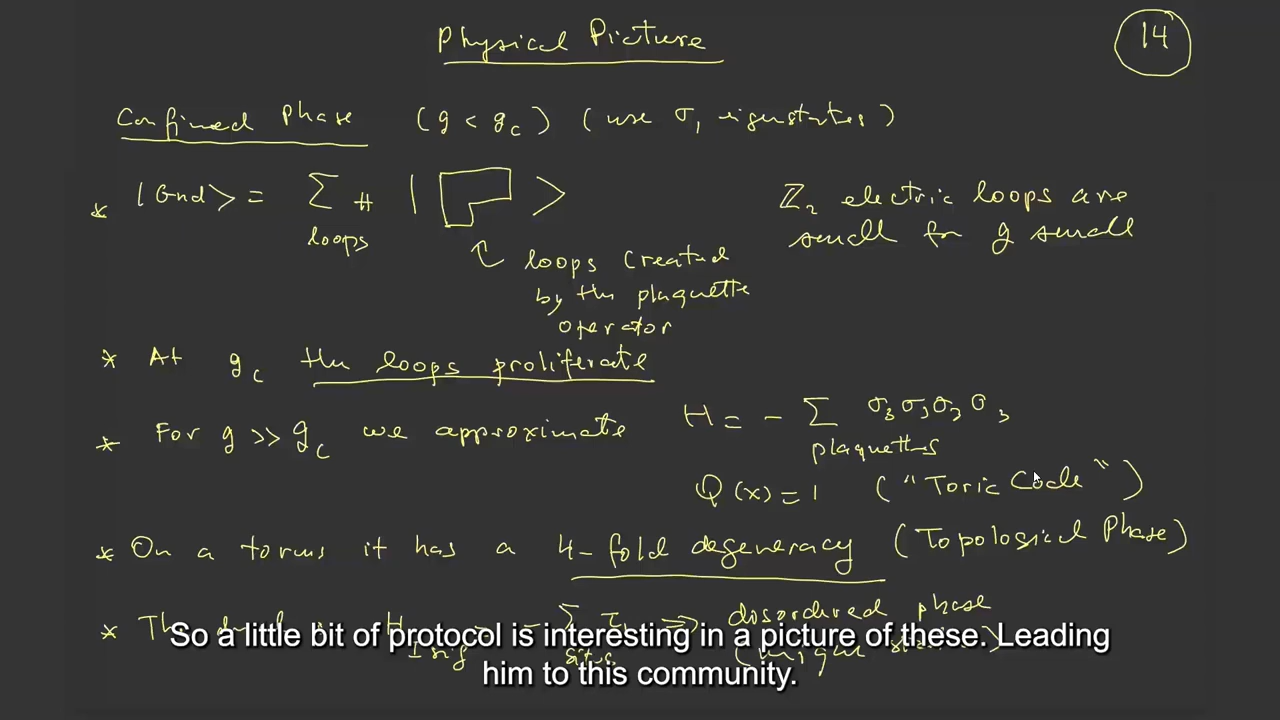 Physical Picture
14
Confined Phase (g < g_c) (use σ_1 eigenstates)
* |Gnd> = Σ_loops # | >
ℤ_2 electric loops are
small for g small
loops created
by the plaquette
operator
* At g_c the loops proliferate
* For g >> g_c we approximate H = - Σ_plaquettes σ_3 σ_3 σ_3 σ_3
Q(x) = 1 ("Toric Code")
* On a torus it has a 4-fold degeneracy (Topological Phase)
* The - Σ_sites ⇒ disordered phase
So a little bit of protocol is interesting in a picture of these. Leading
him to this community.